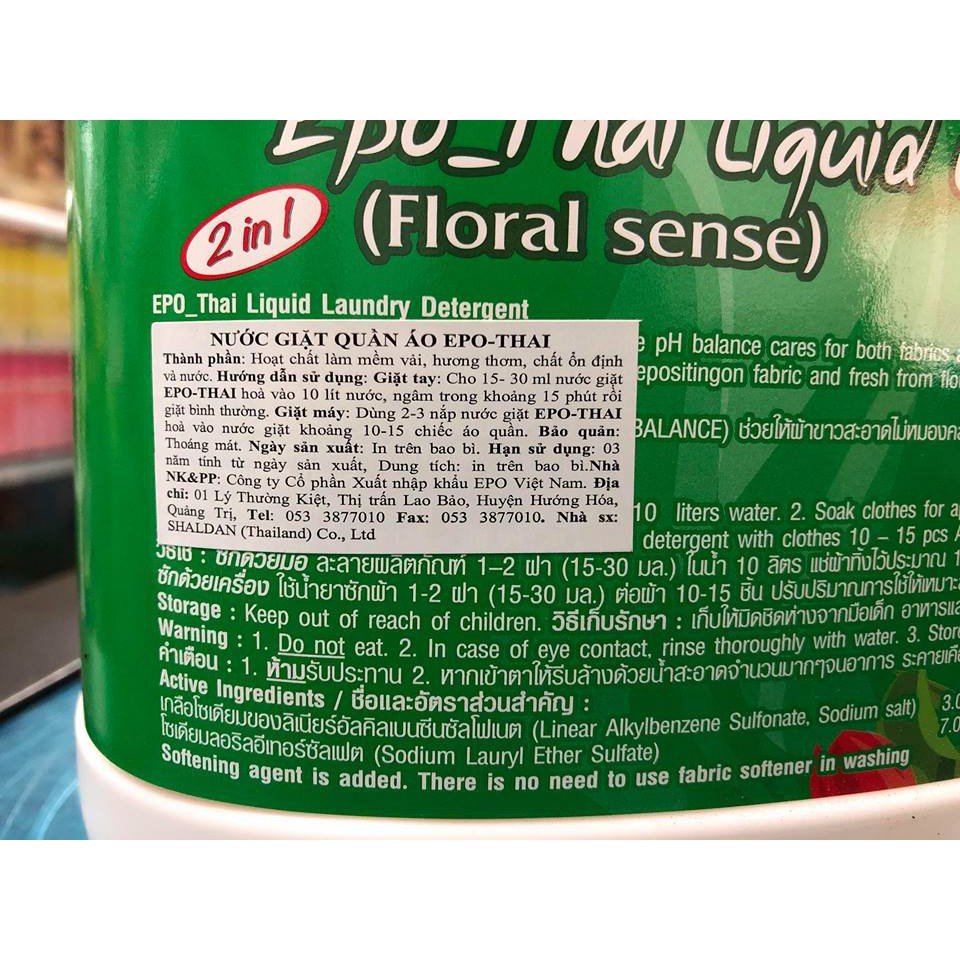 Epo_Thai Liquid
2 in 1
(Floral sense)
EPO_Thai Liquid Laundry Detergent
NƯỚC GIẶT QUẦN ÁO EPO-THAI
Thành phần: Hoạt chất làm mềm vải, hương thơm, chất ổn định
và nước. Hướng dẫn sử dụng: Giặt tay: Cho 15- 30 ml nước giặt
EPO-THAI hoà vào 10 lít nước, ngâm trong khoảng 15 phút rồi
giặt bình thường. Giặt máy: Dùng 2-3 nắp nước giặt EPO-THAI
hoà vào nước giặt khoảng 10-15 chiếc áo quần. Bảo quản:
Thoáng mát. Ngày sản xuất: In trên bao bì. Hạn sử dụng: 03
năm tính từ ngày sản xuất, Dung tích: in trên bao bì.Nhà
NK&PP: Công ty Cổ phần Xuất nhập khẩu EPO Việt Nam. Địa
chỉ: 01 Lý Thường Kiệt, Thị trấn Lao Bảo, Huyện Hướng Hóa,
Quảng Trị, Tel: 053 3877010 Fax: 053 3877010. Nhà sx:
SHALDAN (Thailand) Co., Ltd
pH balance cares for both fabrics
epositingon fabric and fresh from
BALANCE) ช่วยให้ผ้าขาวสะอาดไม่หมองคล
10 liters water. 2. Soak clothes for
detergent with clothes 10 – 15 pcs
วิธีใช้ : ซักด้วยมือ ละลายผลิตภัณฑ์ 1–2 ฝา (15-30 มล.) ในน้ำ 10 ลิตร แช่ผ้าทิ้งไว้ประมาณ
ซักด้วยเครื่อง ใช้น้ำยาซักผ้า 1-2 ฝา (15-30 มล.) ต่อผ้า 10-15 ชิ้น ปรับปริมาณการใช้ให้เหมาะ
Storage : Keep out of reach of children. วิธีเก็บรักษา : เก็บให้มิดชิดห่างจากมือเด็ก อาหารและ
Warning : 1. Do not eat. 2. In case of eye contact, rinse thoroughly with water. 3. Store
คำเตือน : 1. ห้ามรับประทาน 2. หากเข้าตาให้รีบล้างด้วยน้ำสะอาดจำนวนมากๆจนอาการ ระคายเคือ
Active Ingredients / ชื่อและอัตราส่วนสำคัญ :
เกลือโซเดียมของลิเนียร์อัลคิลเบนซีนซัลโฟเนต (Linear Alkylbenzene Sulfonate, Sodium salt) 3.0
โซเดียมลอริลอีเทอร์ซัลเฟต (Sodium Lauryl Ether Sulfate) 7.0
Softening agent is added. There is no need to use fabric softener in washing